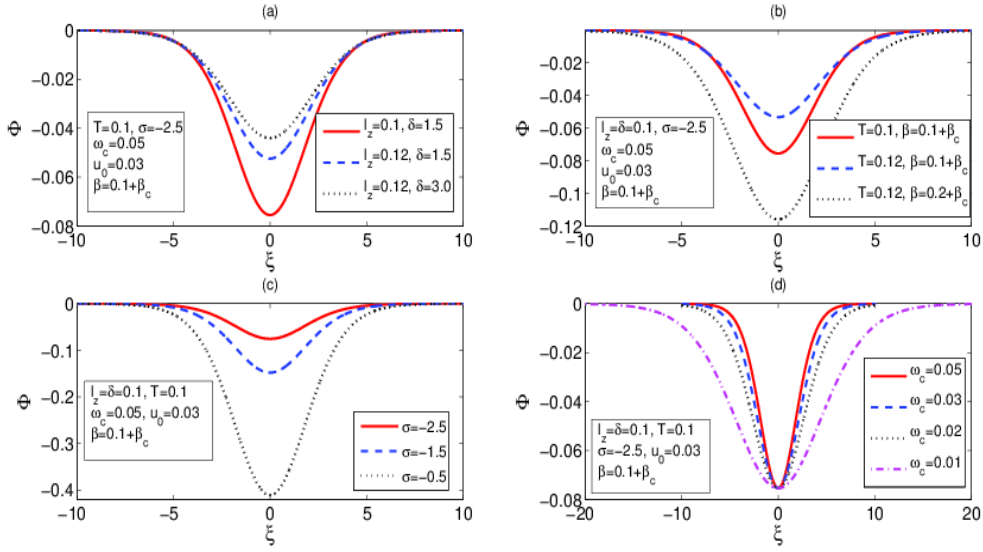 (a)
0
−0.02
−0.04
−0.06
−0.08
Φ
T=0.1, σ=−2.5
ω_c=0.05
u_0=0.03
β=0.1+β_c
l_z=0.1, δ=1.5
l_z=0.12, δ=1.5
l_z=0.12, δ=3.0
−10
−5
0
5
10
ξ
(b)
0
−0.02
−0.04
−0.06
−0.08
−0.1
−0.12
Φ
l_z=δ=0.1, σ=−2.5
ω_c=0.05
u_0=0.03
β=0.1+β_c
T=0.1, β=0.1+β_c
T=0.12, β=0.1+β_c
T=0.12, β=0.2+β_c
−10
−5
0
5
10
ξ
(c)
0
−0.1
−0.2
−0.3
−0.4
Φ
l_z=δ=0.1, T=0.1
ω_c=0.05, u_0=0.03
β=0.1+β_c
σ=−2.5
σ=−1.5
σ=−0.5
−10
−5
0
5
10
ξ
(d)
0
−0.02
−0.04
−0.06
−0.08
Φ
l_z=δ=0.1, T=0.1
σ=−2.5, u_0=0.03
β=0.1+β_c
ω_c=0.05
ω_c=0.03
ω_c=0.02
ω_c=0.01
−20
−10
0
10
20
ξ